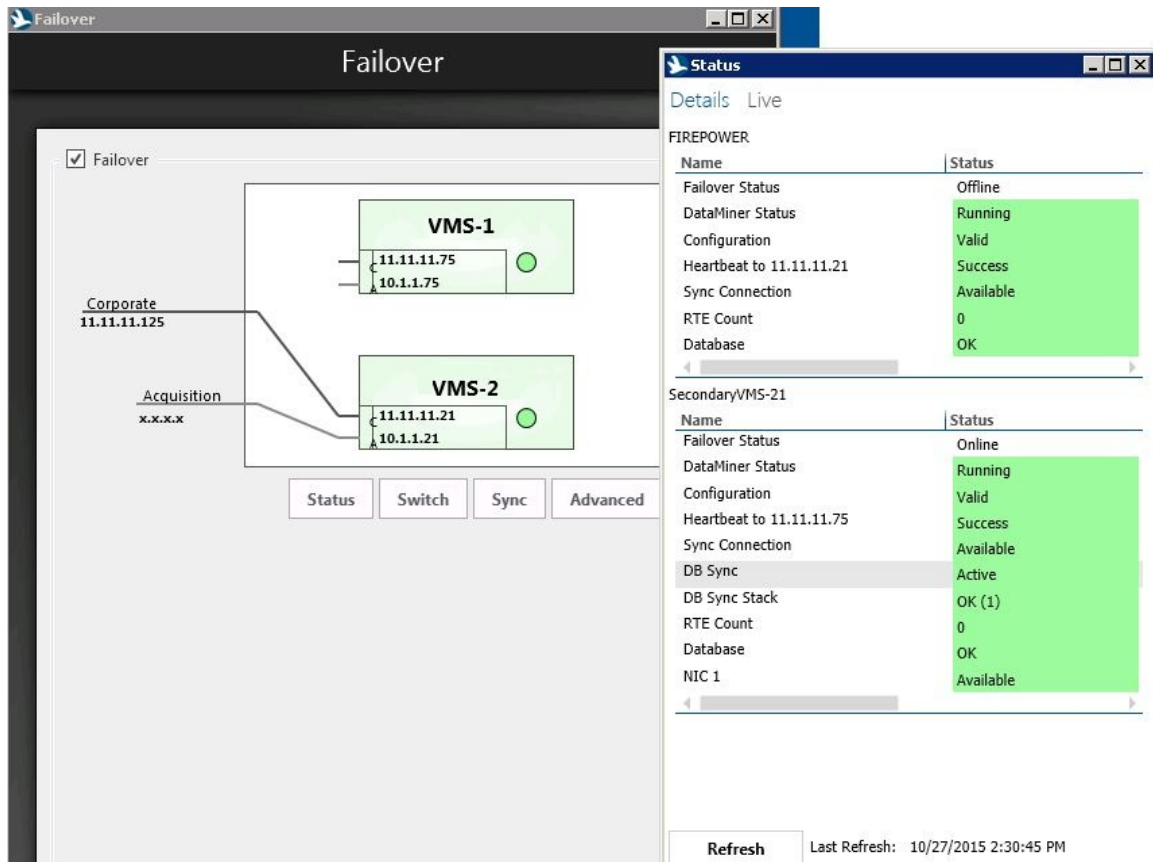 Failover
Failover
Failover
VMS-1
C 11.11.11.75
A 10.1.1.75
Corporate
11.11.11.125
VMS-2
Acquisition
x.x.x.x
C 11.11.11.21
A 10.1.1.21
Status Switch Sync Advanced
Status
Details Live
FIREPOWER
Name Status
Failover Status Offline
DataMiner Status Running
Configuration Valid
Heartbeat to 11.11.11.21 Success
Sync Connection Available
RTE Count 0
Database OK
SecondaryVMS-21
Name Status
Failover Status Online
DataMiner Status Running
Configuration Valid
Heartbeat to 11.11.11.75 Success
Sync Connection Available
DB Sync Active
DB Sync Stack OK (1)
RTE Count 0
Database OK
NIC 1 Available
Refresh Last Refresh: 10/27/2015 2:30:45 PM